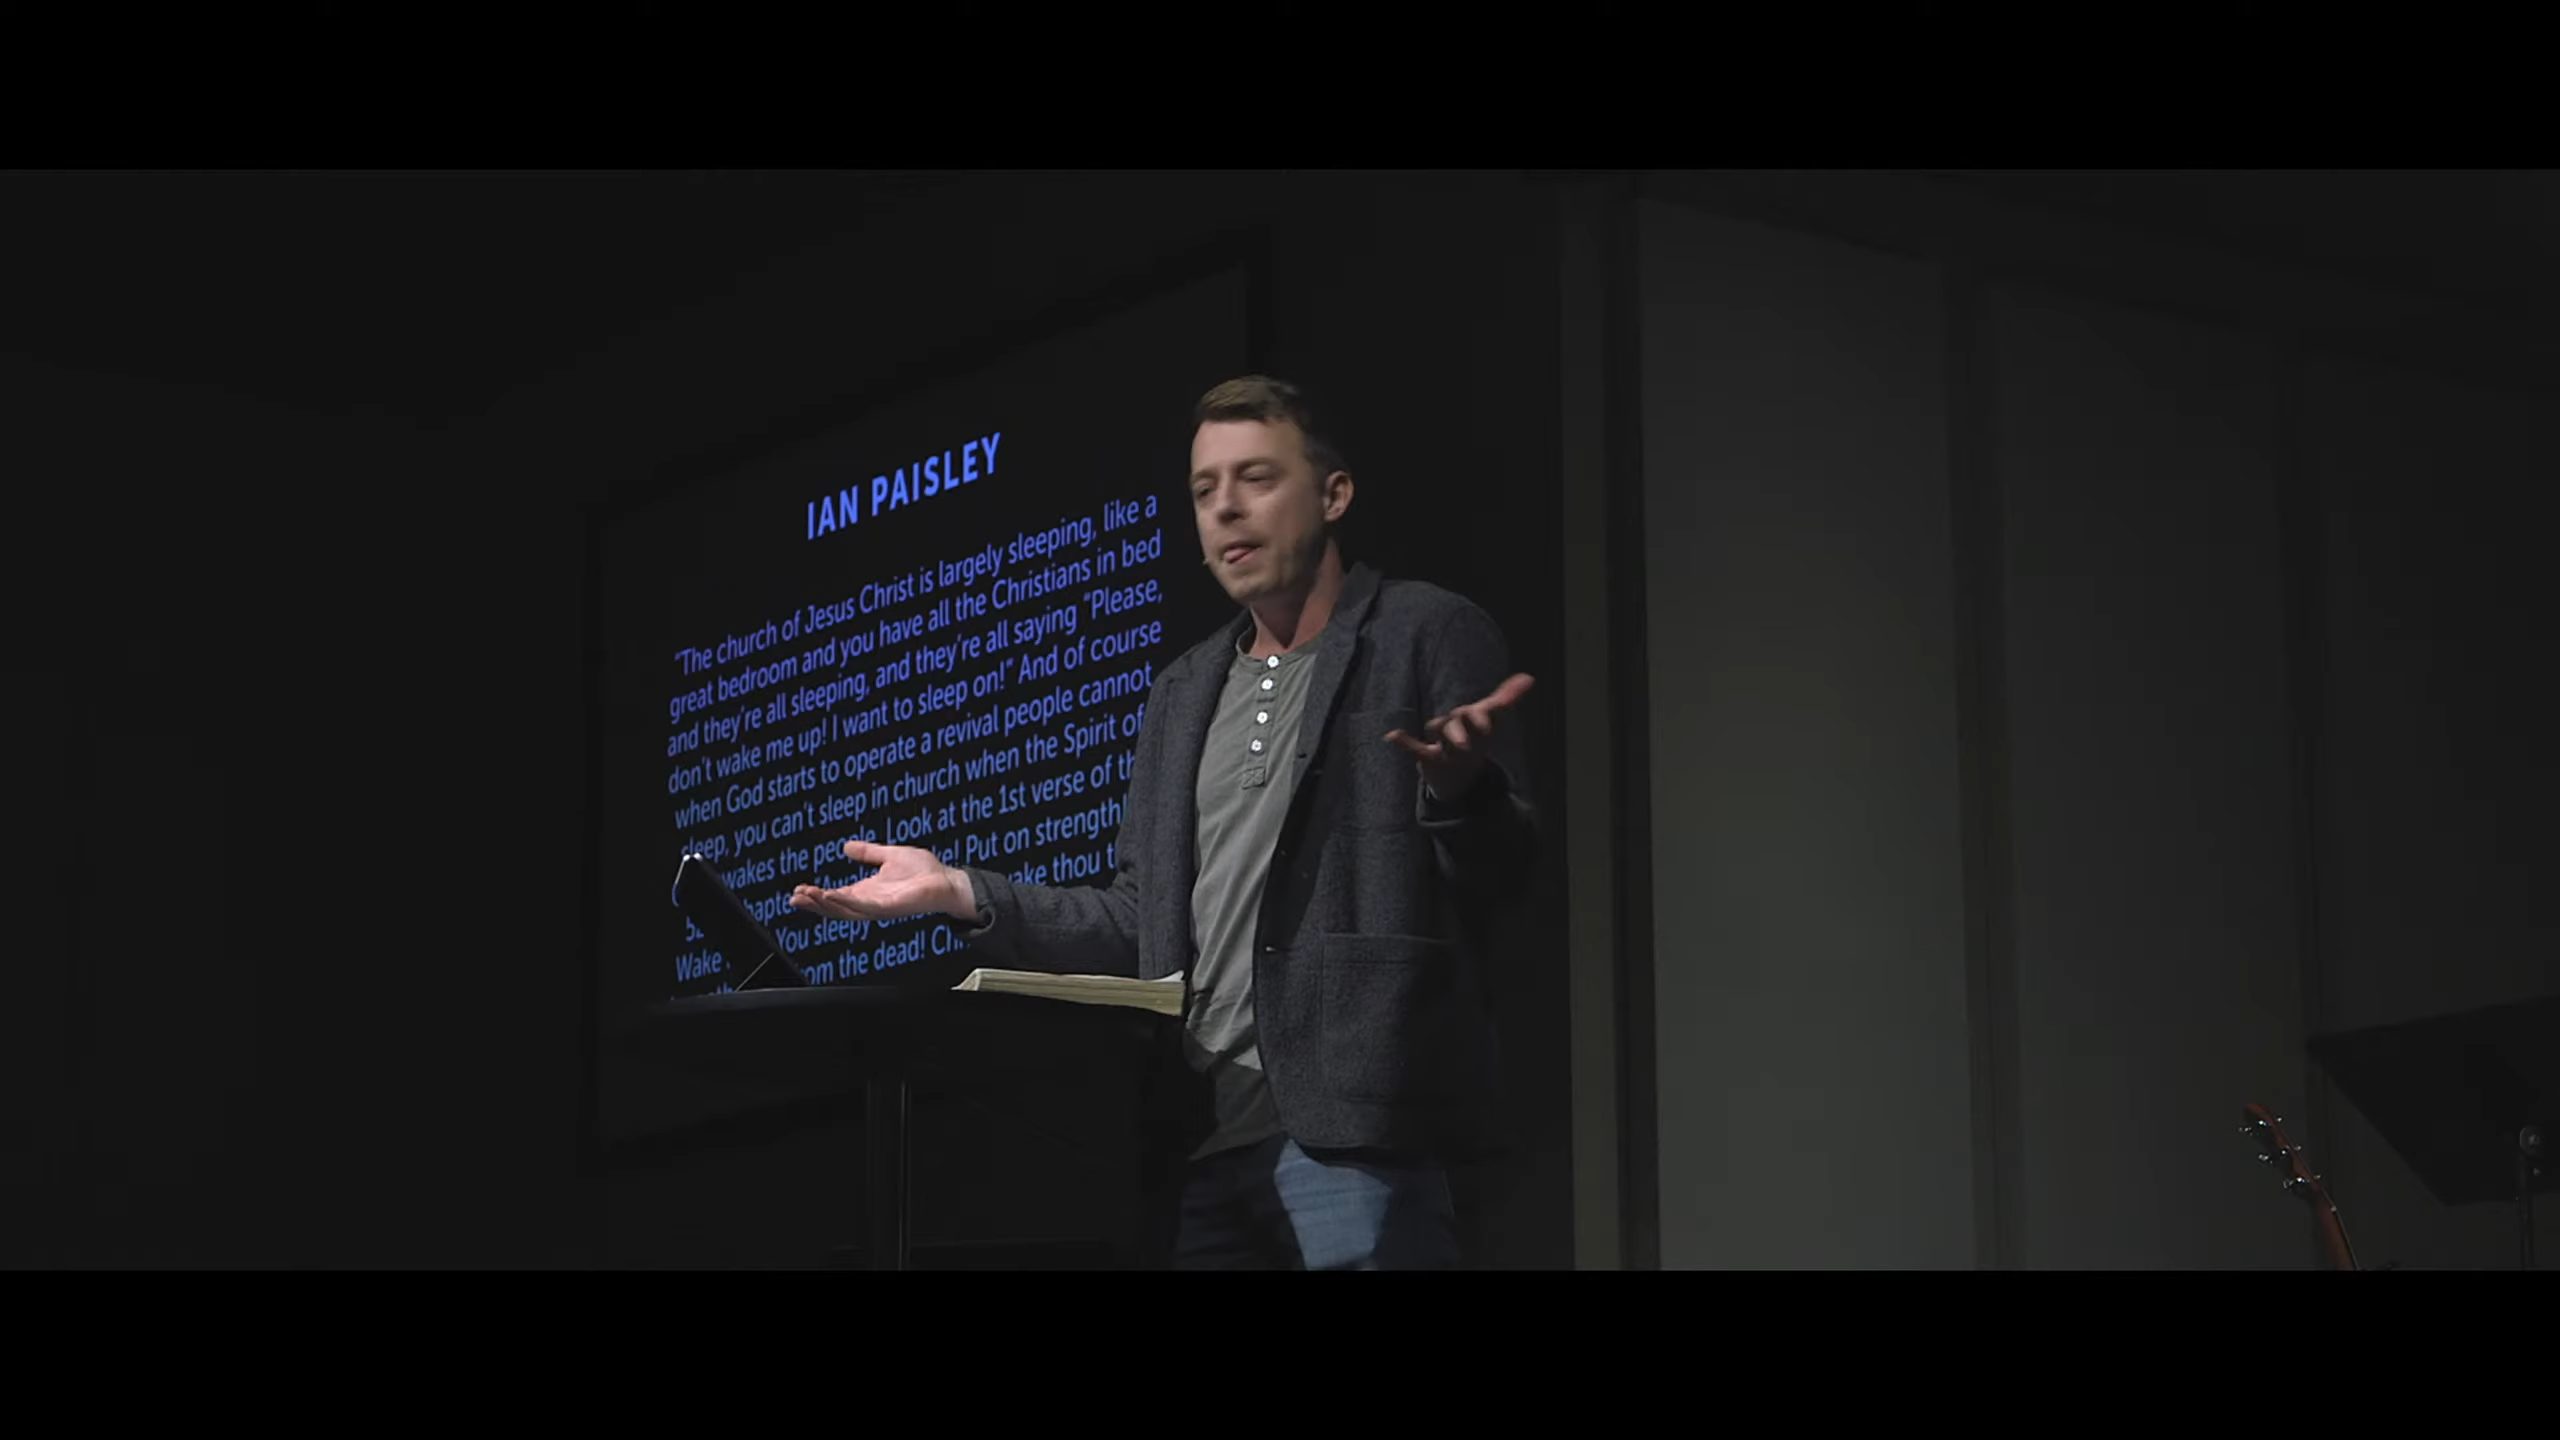 IAN PAISLEY
“The church of Jesus Christ is largely sleeping, like a
great bedroom and you have all the Christians in bed
and they’re all sleeping, and they’re all saying “Please,
don’t wake me up! I want to sleep on!” And of course
when God starts to operate a revival people cannot
sleep, you can’t sleep in church when the Spirit of
wakes the people. Look at the 1st verse of
Put on strength
thou
Wake You sleepy
from the dead!